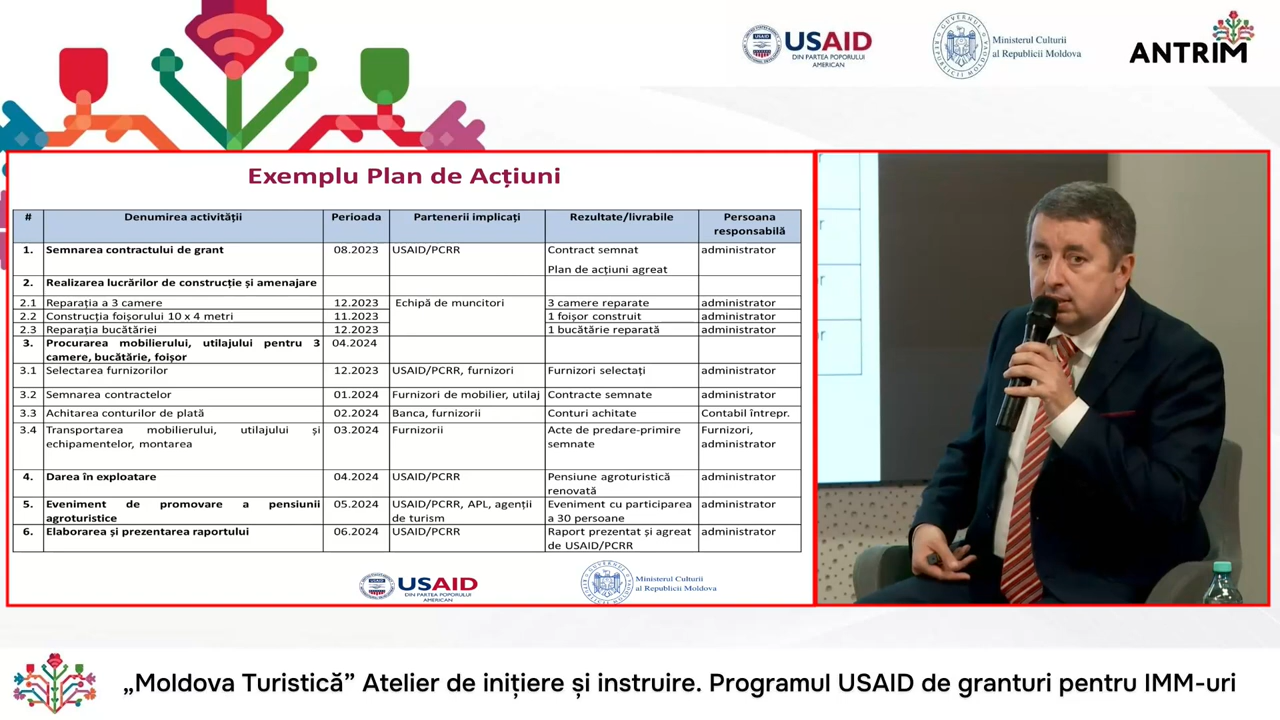 USAID
DIN PARTEA POPORULUI
AMERICAN
Ministerul Culturii
al Republicii Moldova
ANTRIM
Exemplu Plan de Acțiuni
# Denumirea activității Perioada Partenerii implicați Rezultate/livrabile Persoana responsabilă
1. Semnarea contractului de grant 08.2023 USAID/PCRR Contract semnat administrator
Plan de acțiuni agreat
2. Realizarea lucrărilor de construcție și amenajare
2.1 Reparația a 3 camere 12.2023 Echipă de muncitori 3 camere reparate administrator
2.2 Construcția foișorului 10 x 4 metri 11.2023 1 foișor construit administrator
2.3 Reparația bucătăriei 12.2023 1 bucătărie reparată administrator
3. Procurarea mobilierului, utilajului pentru 3 04.2024
camere, bucătărie, foișor
3.1 Selectarea furnizorilor 12.2023 USAID/PCRR, furnizori Furnizori selectați administrator
3.2 Semnarea contractelor 01.2024 Furnizori de mobilier, utilaj Contracte semnate administrator
3.3 Achitarea conturilor de plată 02.2024 Banca, furnizorii Conturi achitate Contabil întrepr.
3.4 Transportarea mobilierului, utilajului și 03.2024 Furnizorii Acte de predare-primire Furnizori,
echipamentelor, montarea semnate administrator
4. Darea în exploatare 04.2024 USAID/PCRR Pensiune agroturistică administrator
renovată
5. Eveniment de promovare a pensiunii 05.2024 USAID/PCRR, APL, agenții Eveniment cu participarea administrator
agroturistice de turism a 30 persoane
6. Elaborarea și prezentarea raportului 06.2024 USAID/PCRR Raport prezentat și agreat administrator
de USAID/PCRR
USAID
DIN PARTEA POPORULUI
AMERICAN
Ministerul Culturii
al Republicii Moldova
„Moldova Turistică” Atelier de inițiere și instruire. Programul USAID de granturi pentru IMM-uri